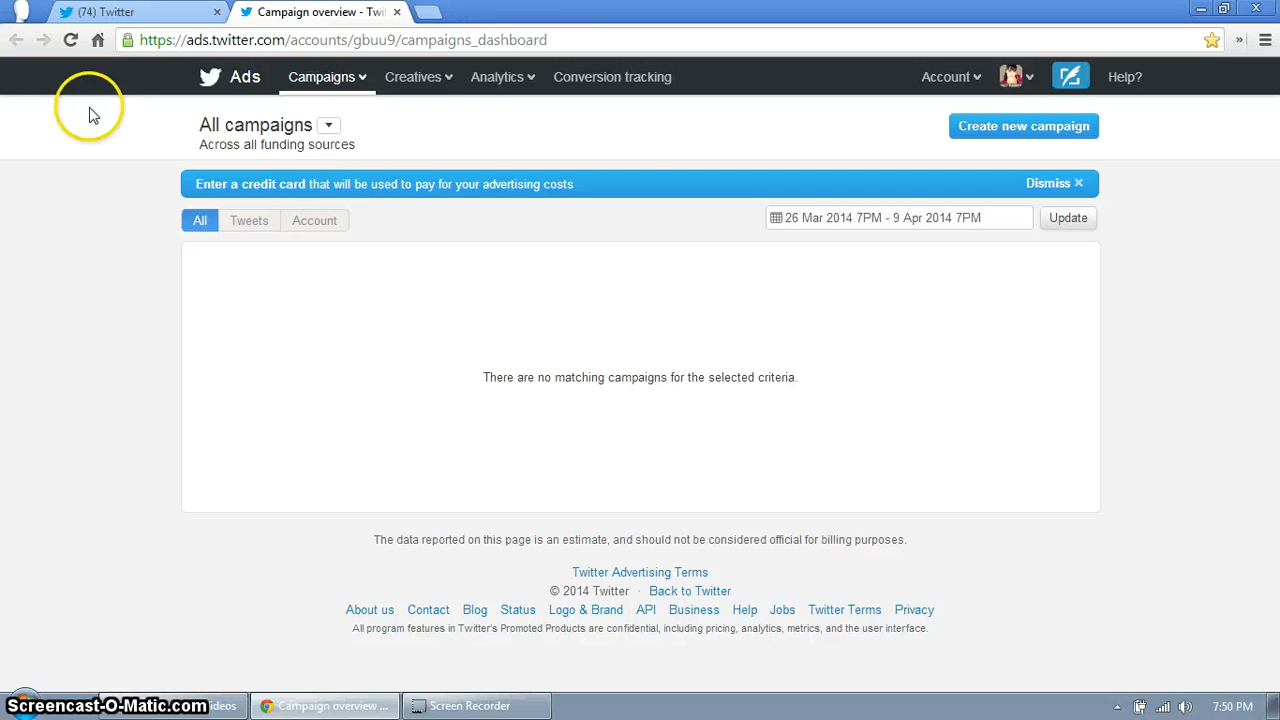 (74) Twitter
Campaign overview - Twi
https://ads.twitter.com/accounts/gbuu9/campaigns_dashboard
Ads Campaigns Creatives Analytics Conversion tracking Account Help?
All campaigns
Across all funding sources
Create new campaign
Enter a credit card that will be used to pay for your advertising costs
Dismiss ×
All Tweets Account
26 Mar 2014 7PM - 9 Apr 2014 7PM
Update
There are no matching campaigns for the selected criteria.
The data reported on this page is an estimate, and should not be considered official for billing purposes.
Twitter Advertising Terms
© 2014 Twitter · Back to Twitter
About us Contact Blog Status Logo & Brand API Business Help Jobs Twitter Terms Privacy
All program features in Twitter's Promoted Products are confidential, including pricing, analytics, metrics, and the user interface.
Screencast-O-Matic.com
Campaign overview ...
Screen Recorder
7:50 PM